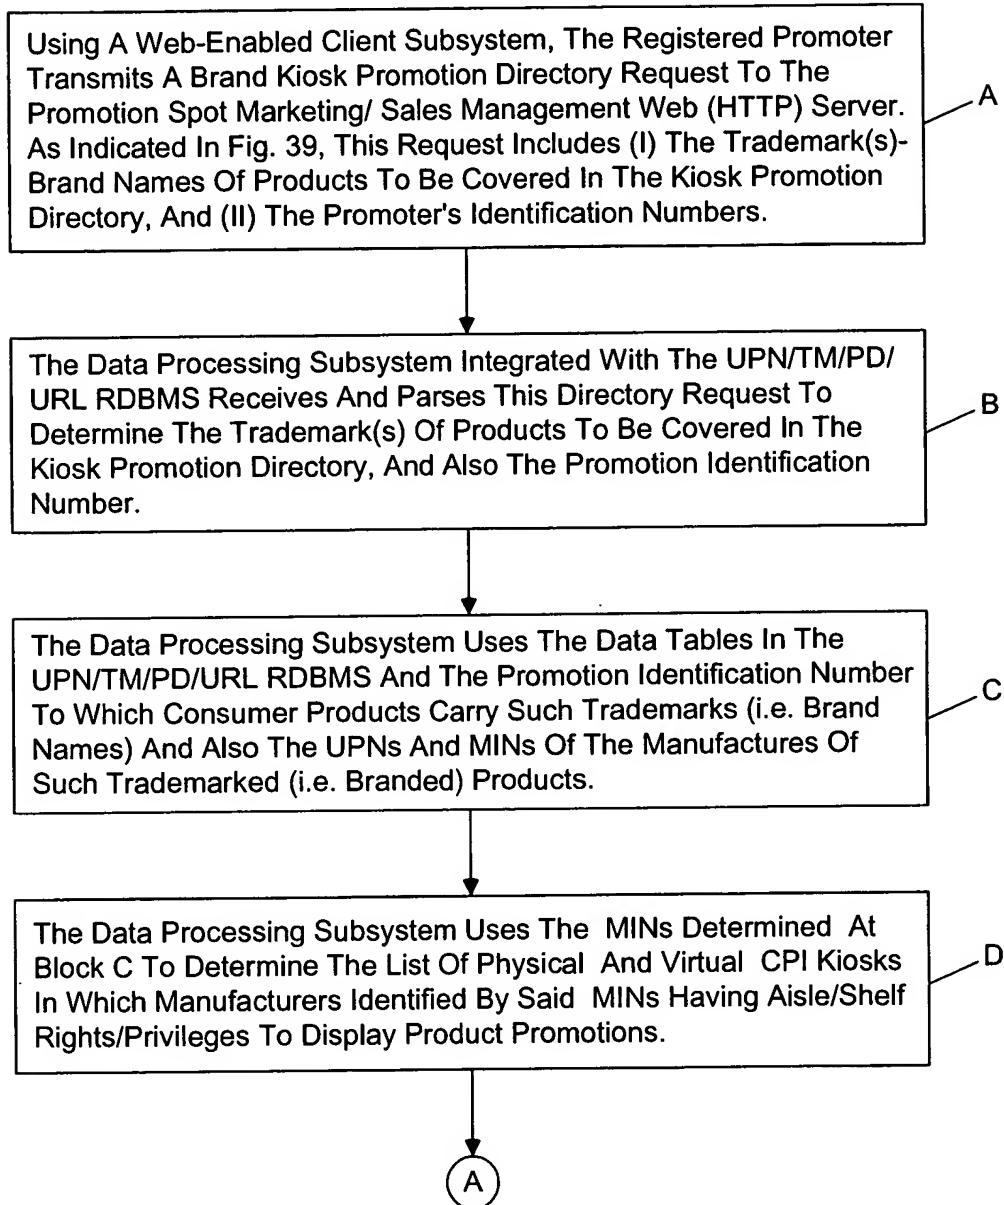 Using A Web-Enabled Client Subsystem, The Registered Promoter
Transmits A Brand Kiosk Promotion Directory Request To The
Promotion Spot Marketing/ Sales Management Web (HTTP) Server.
As Indicated In Fig. 39, This Request Includes (I) The Trademark(s)-
Brand Names Of Products To Be Covered In The Kiosk Promotion
Directory, And (II) The Promoter's Identification Numbers.
A
The Data Processing Subsystem Integrated With The UPN/TM/PD/
URL RDBMS Receives And Parses This Directory Request To
Determine The Trademark(s) Of Products To Be Covered In The
Kiosk Promotion Directory, And Also The Promotion Identification
Number.
B
The Data Processing Subsystem Uses The Data Tables In The
UPN/TM/PD/URL RDBMS And The Promotion Identification Number
To Which Consumer Products Carry Such Trademarks (i.e. Brand
Names) And Also The UPNs And MINs Of The Manufactures Of
Such Trademarked (i.e. Branded) Products.
C
The Data Processing Subsystem Uses The MINs Determined At
Block C To Determine The List Of Physical And Virtual CPI Kiosks
In Which Manufacturers Identified By Said MINs Having Aisle/Shelf
Rights/Privileges To Display Product Promotions.
D
A